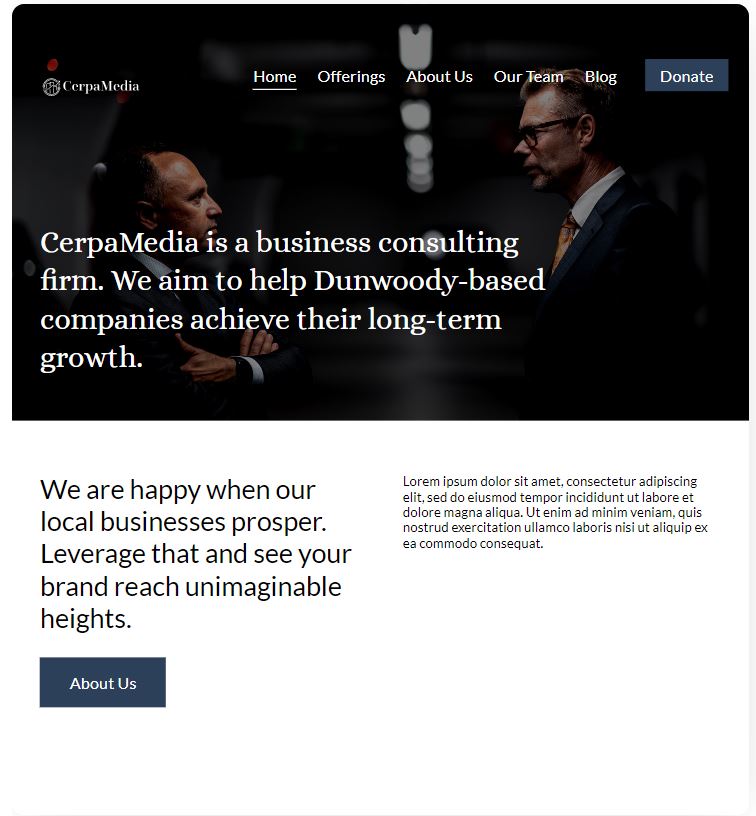 CerpaMedia
Home Offerings About Us Our Team Blog Donate
CerpaMedia is a business consulting
firm. We aim to help Dunwoody-based
companies achieve their long-term
growth.
We are happy when our
local businesses prosper.
Leverage that and see your
brand reach unimaginable
heights.
About Us
Lorem ipsum dolor sit amet, consectetur adipiscing
elit, sed do eiusmod tempor incididunt ut labore et
dolore magna aliqua. Ut enim ad minim veniam, quis
nostrud exercitation ullamco laboris nisi ut aliquip ex
ea commodo consequat.